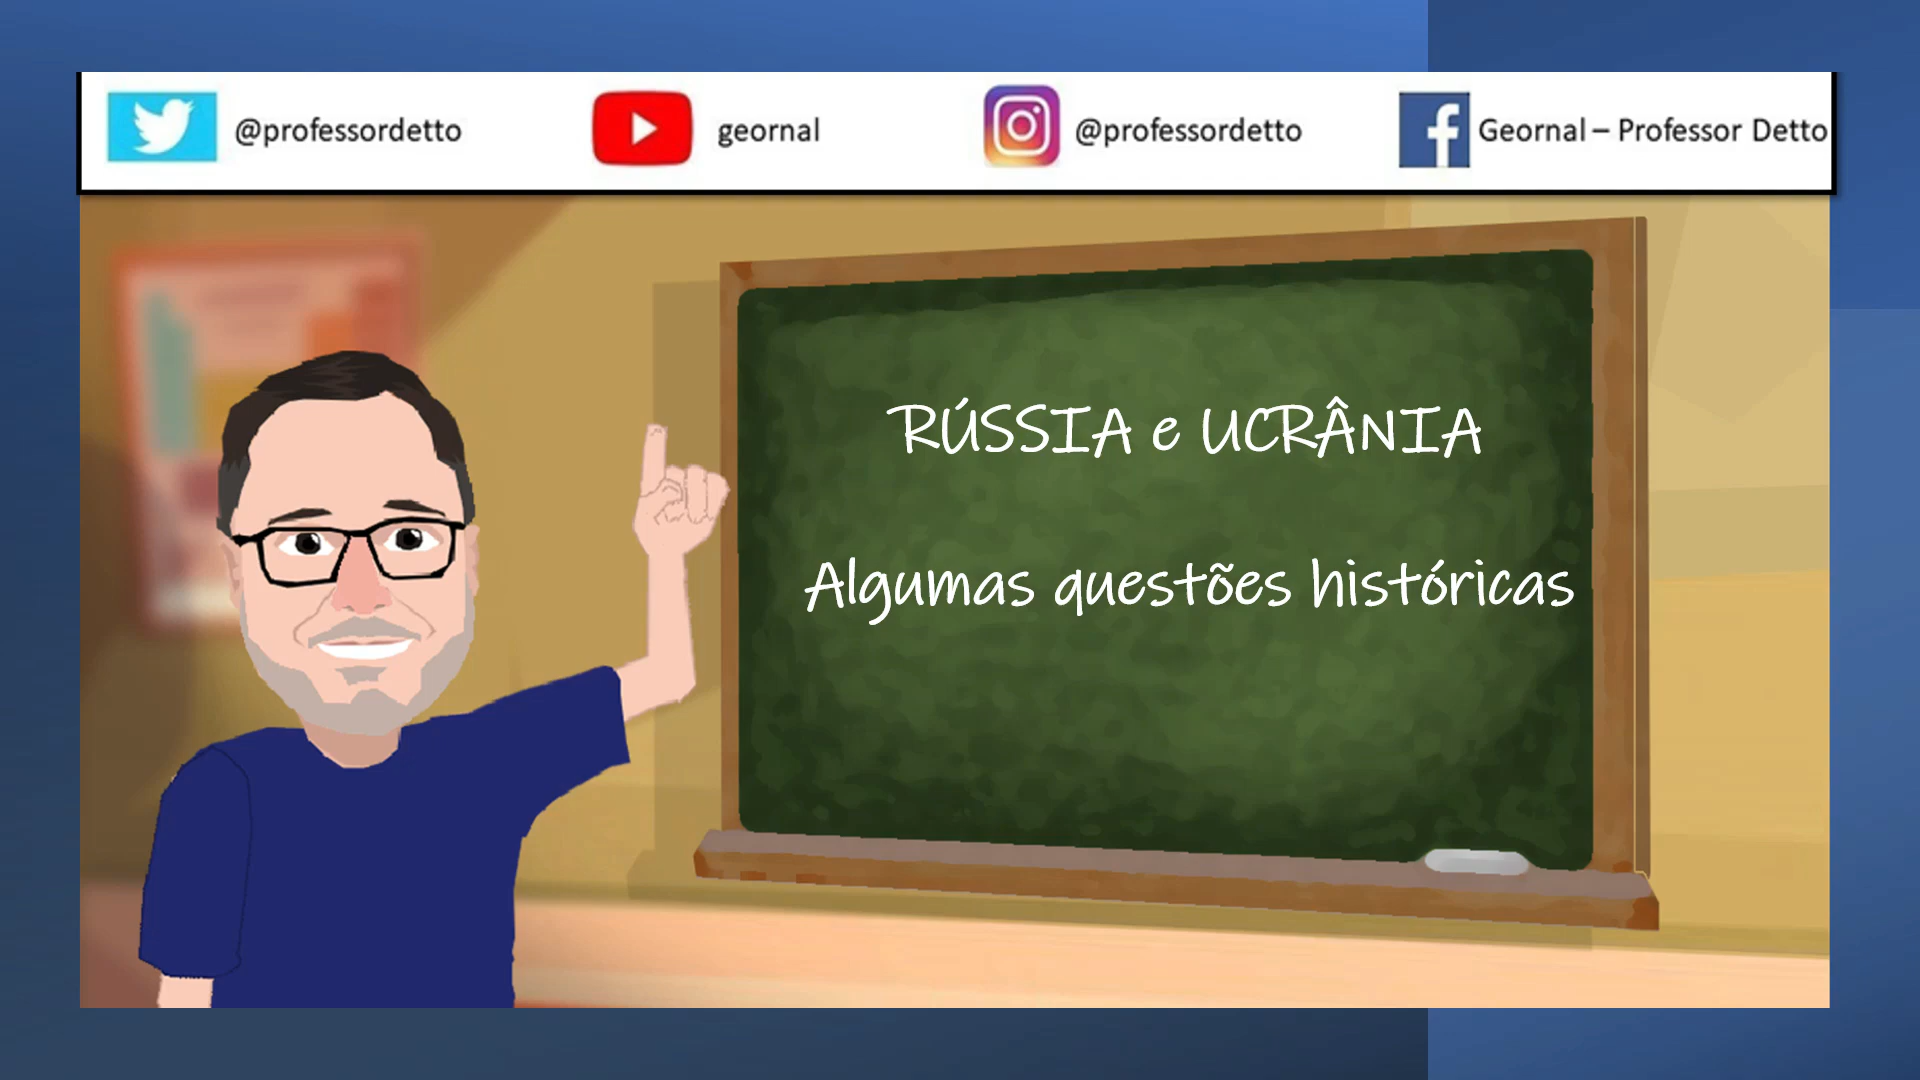 @professordetto geornal @professordetto Geornal – Professor Detto
RÚSSIA e UCRÂNIA
Algumas questões históricas